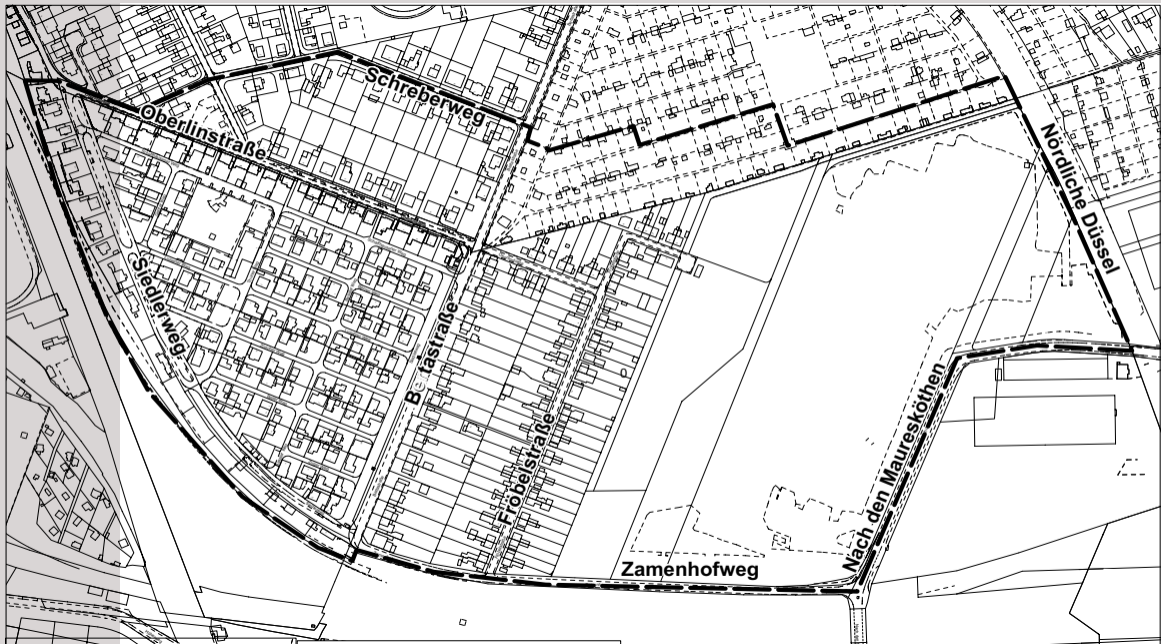 Schreberweg
Oberlinstraße
Nördliche Düssel
Siedlerweg
Fröbelstraße
Nach den Mauresköthen
Zamenhofweg